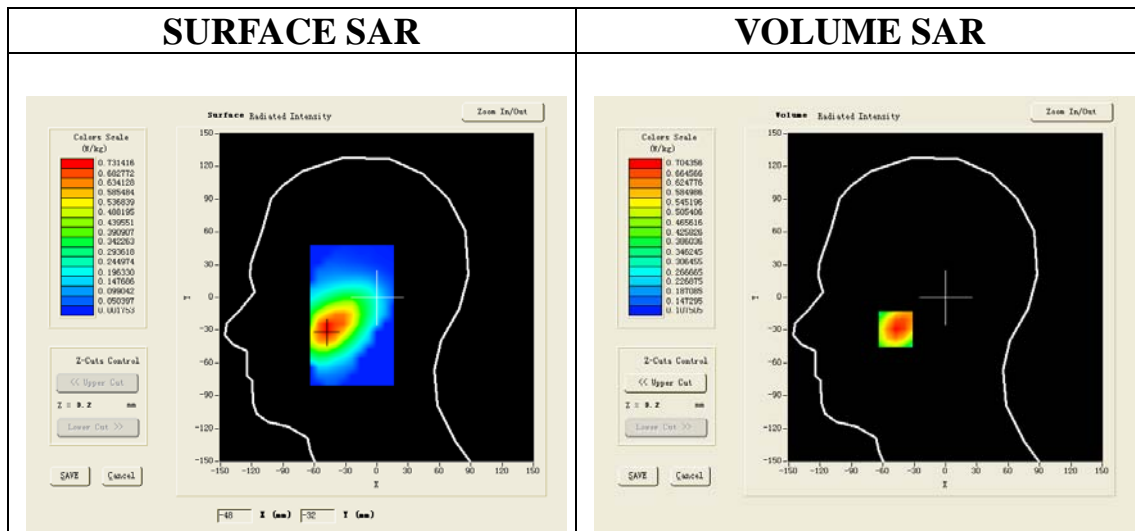 SURFACE SAR
VOLUME SAR
Surface Radiated Intensity
Zoom In/Out
Colors Scale
(W/kg)
0.731416
0.682772
0.634128
0.585484
0.536839
0.488195
0.439551
0.390907
0.342263
0.293618
0.244974
0.196330
0.147686
0.099042
0.050397
0.001753
150
120
90
60
30
0
-30
-60
-90
-120
-150
Y
-150 -120 -90 -60 -30 0 30 60 90 120 150
X
Z-Cuts Control
<< Upper Cut
Z = 0.2 mm
Lower Cut >>
SAVE Cancel
-48 X (mm) -32 Y (mm)
Volume Radiated Intensity
Zoom In/Out
Colors Scale
(W/kg)
0.704356
0.664566
0.624776
0.584986
0.545196
0.505406
0.465616
0.425826
0.386036
0.346245
0.306455
0.266665
0.226875
0.187085
0.147295
0.107505
150
120
90
60
30
0
-30
-60
-90
-120
-150
Y
-150 -120 -90 -60 -30 0 30 60 90 120 150
X
Z-Cuts Control
<< Upper Cut
Z = 0.2 mm
Lower Cut >>
SAVE Cancel